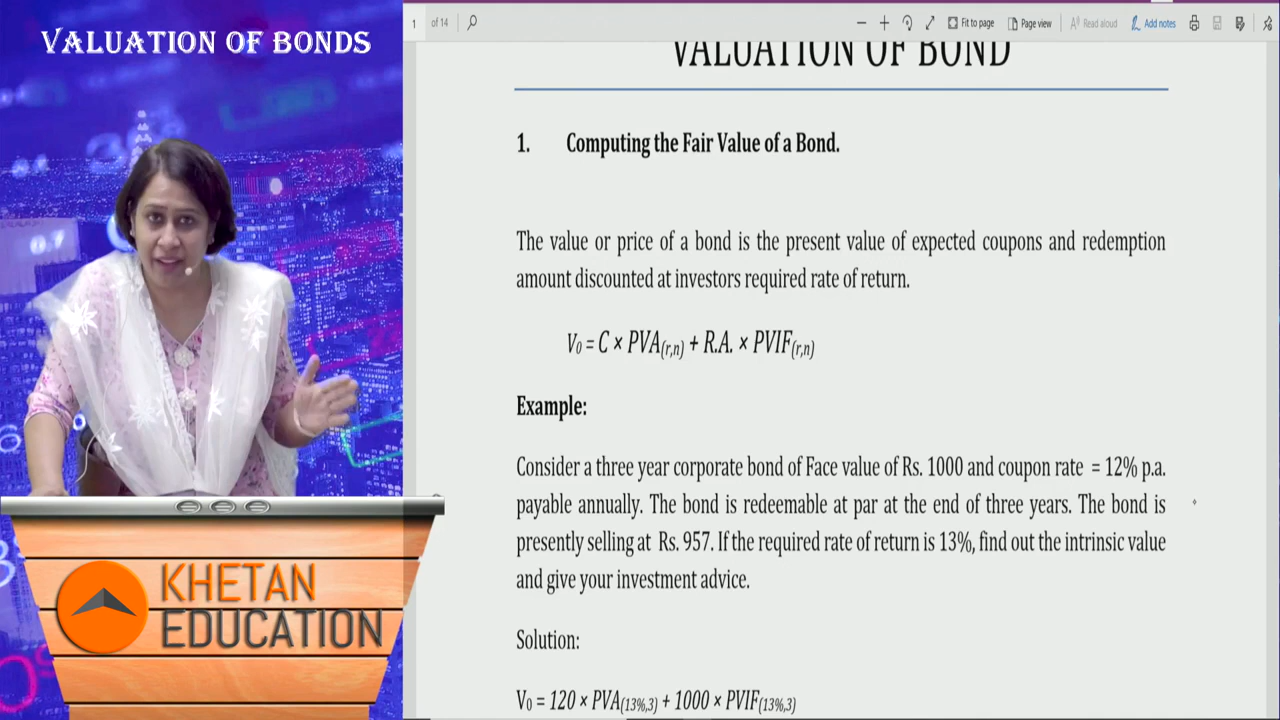 VALUATION OF BONDS
1 of 14
Fit to page
Page view
Read aloud
Add notes
VALUATION OF BOND
1. Computing the Fair Value of a Bond.
The value or price of a bond is the present value of expected coupons and redemption
amount discounted at investors required rate of return.
V0 = C × PVA(r,n) + R.A. × PVIF(r,n)
Example:
Consider a three year corporate bond of Face value of Rs. 1000 and coupon rate = 12% p.a.
payable annually. The bond is redeemable at par at the end of three years. The bond is
presently selling at Rs. 957. If the required rate of return is 13%, find out the intrinsic value
and give your investment advice.
Solution:
V0 = 120 × PVA(13%,3) + 1000 × PVIF(13%,3)
KHETAN
EDUCATION